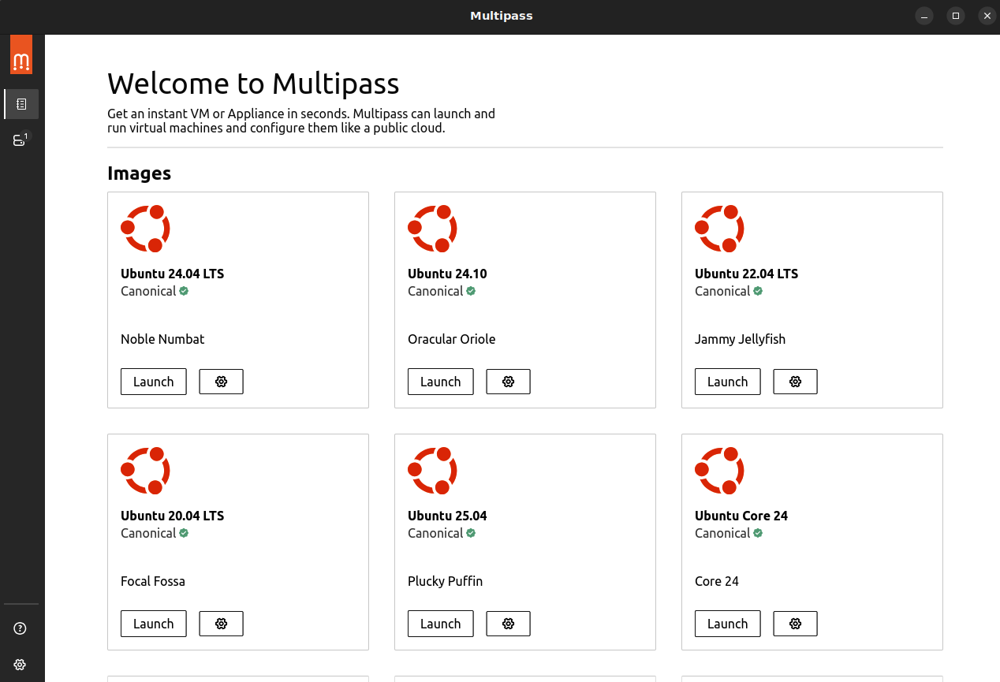 Multipass
m
1
Welcome to Multipass
Get an instant VM or Appliance in seconds. Multipass can launch and
run virtual machines and configure them like a public cloud.
Images
Ubuntu 24.04 LTS
Canonical
Noble Numbat
Launch
Ubuntu 24.10
Canonical
Oracular Oriole
Launch
Ubuntu 22.04 LTS
Canonical
Jammy Jellyfish
Launch
Ubuntu 20.04 LTS
Canonical
Focal Fossa
Launch
Ubuntu 25.04
Canonical
Plucky Puffin
Launch
Ubuntu Core 24
Canonical
Core 24
Launch
?